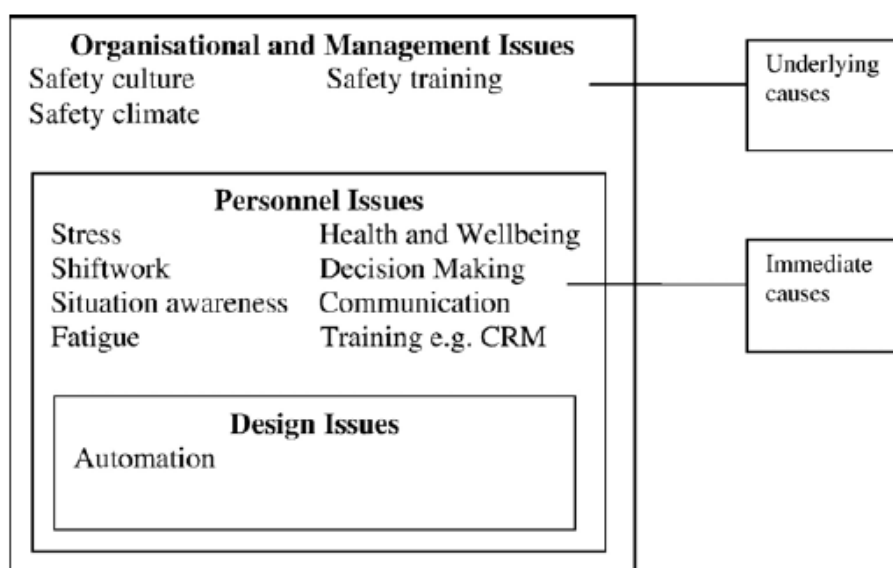 Organisational and Management Issues
Safety culture Safety training
Safety climate
Underlying
causes
Personnel Issues
Stress Health and Wellbeing
Shiftwork Decision Making
Situation awareness Communication
Fatigue Training e.g. CRM
Immediate
causes
Design Issues
Automation